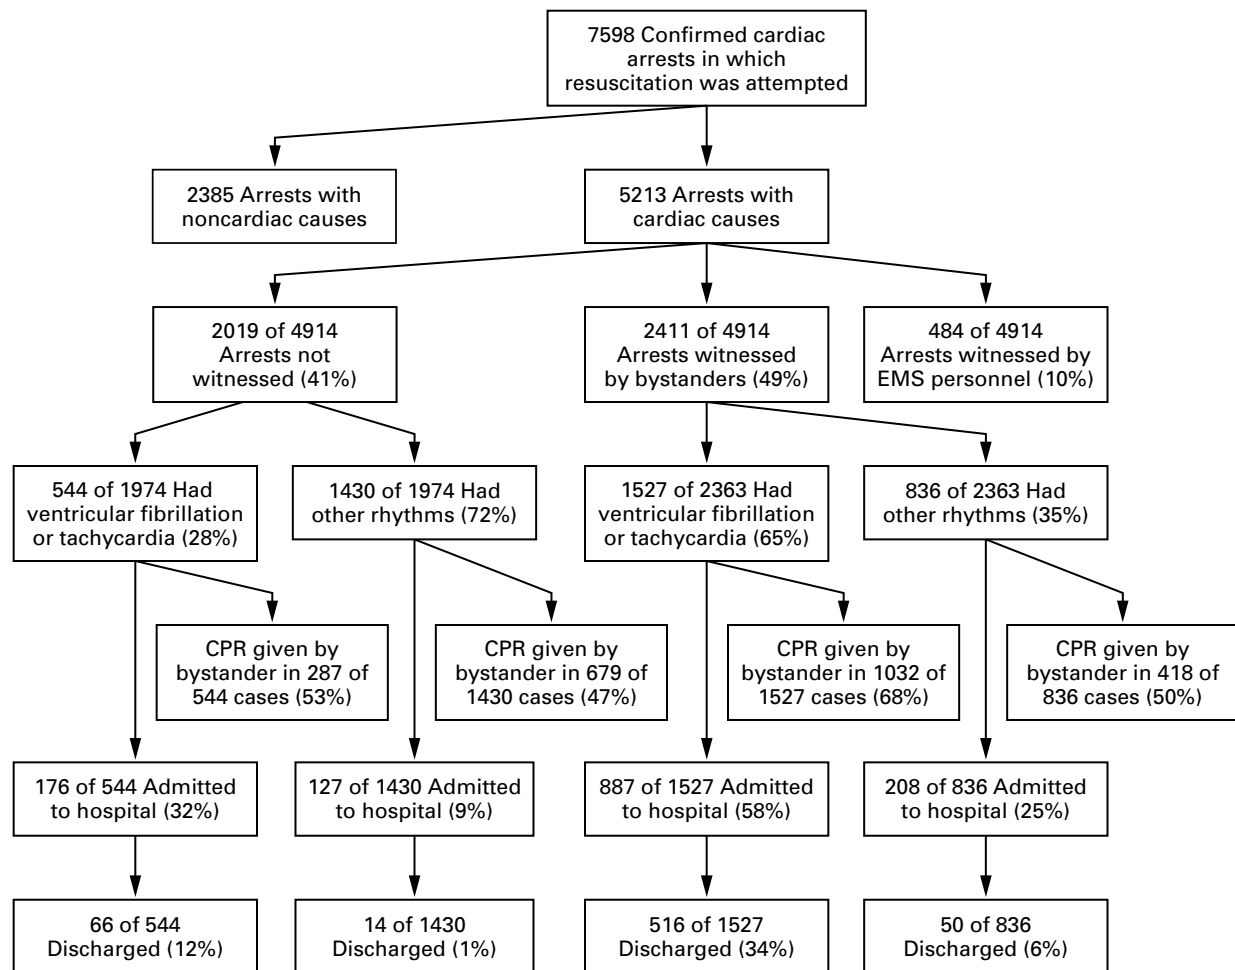 7598 Confirmed cardiac
arrests in which
resuscitation was attempted
2385 Arrests with
noncardiac causes
5213 Arrests with
cardiac causes
2019 of 4914
Arrests not
witnessed (41%)
2411 of 4914
Arrests witnessed
by bystanders (49%)
484 of 4914
Arrests witnessed by
EMS personnel (10%)
544 of 1974 Had
ventricular fibrillation
or tachycardia (28%)
1430 of 1974 Had
other rhythms (72%)
1527 of 2363 Had
ventricular fibrillation
or tachycardia (65%)
836 of 2363 Had
other rhythms (35%)
CPR given by
bystander in 287 of
544 cases (53%)
CPR given by
bystander in 679 of
1430 cases (47%)
CPR given by
bystander in 1032 of
1527 cases (68%)
CPR given by
bystander in 418 of
836 cases (50%)
176 of 544 Admitted
to hospital (32%)
127 of 1430 Admitted
to hospital (9%)
887 of 1527 Admitted
to hospital (58%)
208 of 836 Admitted
to hospital (25%)
66 of 544
Discharged (12%)
14 of 1430
Discharged (1%)
516 of 1527
Discharged (34%)
50 of 836
Discharged (6%)